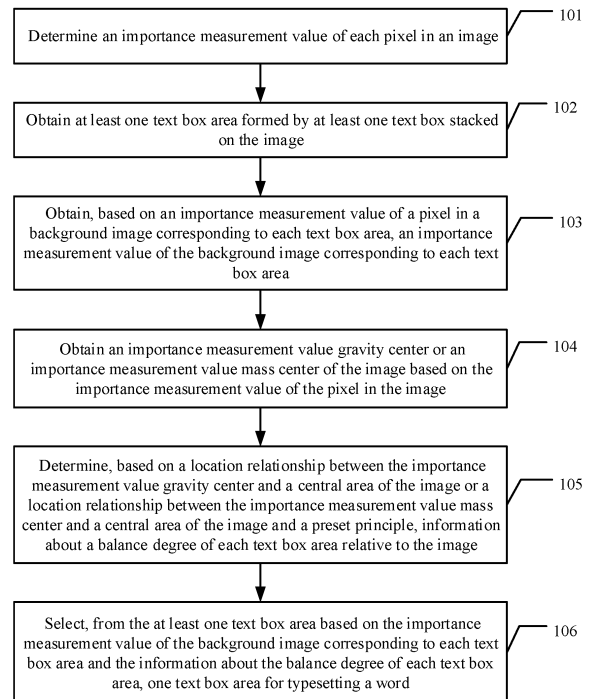 101
Determine an importance measurement value of each pixel in an image
102
Obtain at least one text box area formed by at least one text box stacked
on the image
103
Obtain, based on an importance measurement value of a pixel in a
background image corresponding to each text box area, an importance
measurement value of the background image corresponding to each text
box area
104
Obtain an importance measurement value gravity center or an
importance measurement value mass center of the image based on the
importance measurement value of the pixel in the image
105
Determine, based on a location relationship between the importance
measurement value gravity center and a central area of the image or a
location relationship between the importance measurement value mass
center and a central area of the image and a preset principle, information
about a balance degree of each text box area relative to the image
106
Select, from the at least one text box area based on the importance
measurement value of the background image corresponding to each text
box area and the information about the balance degree of each text box
area, one text box area for typesetting a word